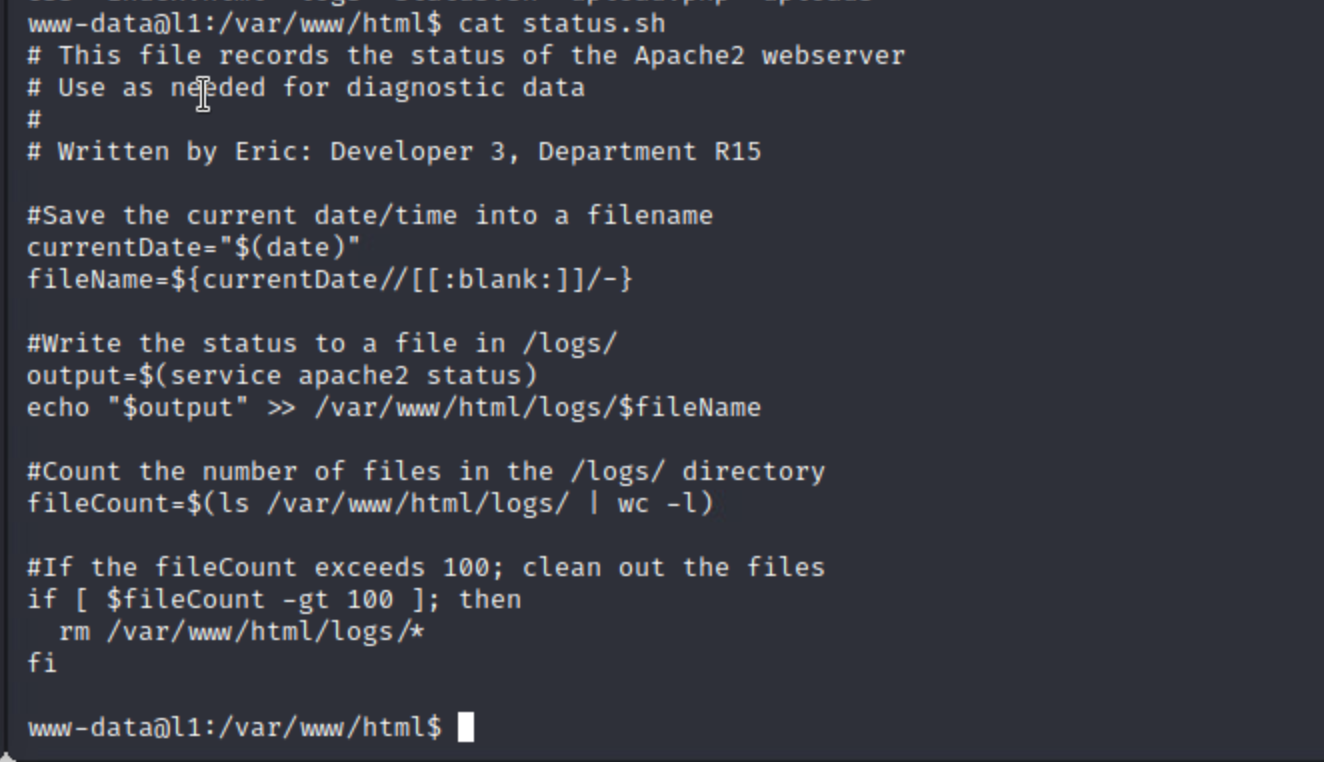 www-data@l1:/var/www/html$ cat status.sh
# This file records the status of the Apache2 webserver
# Use as needed for diagnostic data
#
# Written by Eric: Developer 3, Department R15
#Save the current date/time into a filename
currentDate="$(date)"
fileName=${currentDate//[[:blank:]]/-}
#Write the status to a file in /logs/
output=$(service apache2 status)
echo "$output" >> /var/www/html/logs/$fileName
#Count the number of files in the /logs/ directory
fileCount=$(ls /var/www/html/logs/ | wc -l)
#If the fileCount exceeds 100; clean out the files
if [ $fileCount -gt 100 ]; then
  rm /var/www/html/logs/*
fi
www-data@l1:/var/www/html$